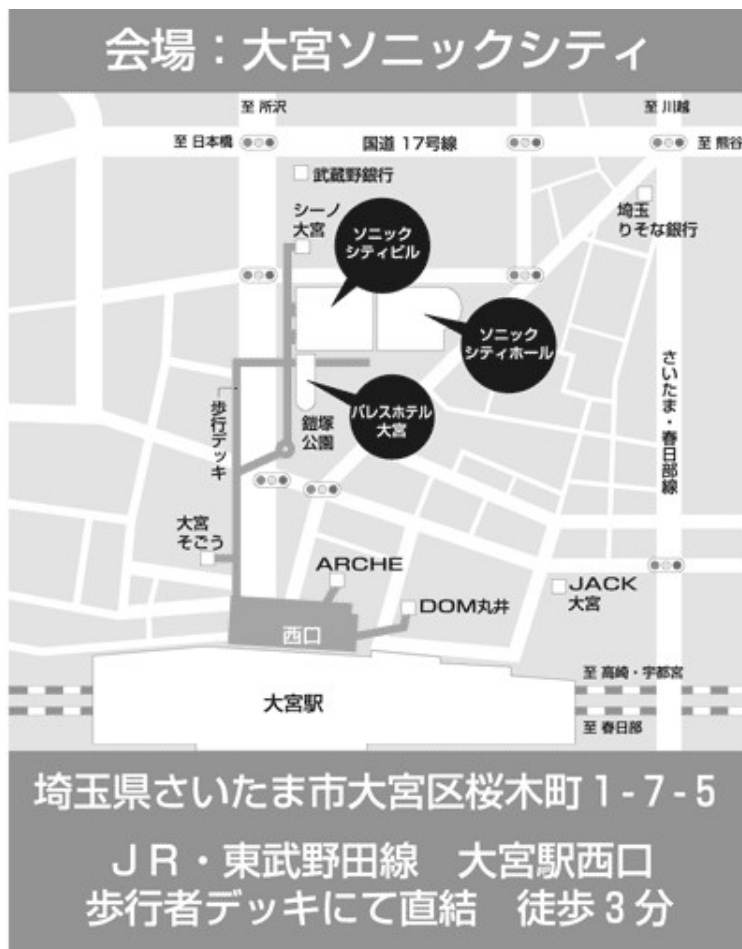 会場：大宮ソニックシティ
至 所沢
至 川越
至 日本橋
国道 17号線
至 熊谷
武蔵野銀行
シーノ
大宮
ソニック
シティビル
埼玉
りそな銀行
ソニック
シティホール
さいたま・春日部線
パレスホテル
大宮
歩行デッキ
鎧塚
公園
大宮
そごう
ARCHE
JACK
大宮
DOM丸井
西口
至 高崎・宇都宮
大宮駅
至 春日部
埼玉県さいたま市大宮区桜木町 1 - 7 - 5
ＪＲ・東武野田線　大宮駅西口
歩行者デッキにて直結　徒歩 3 分